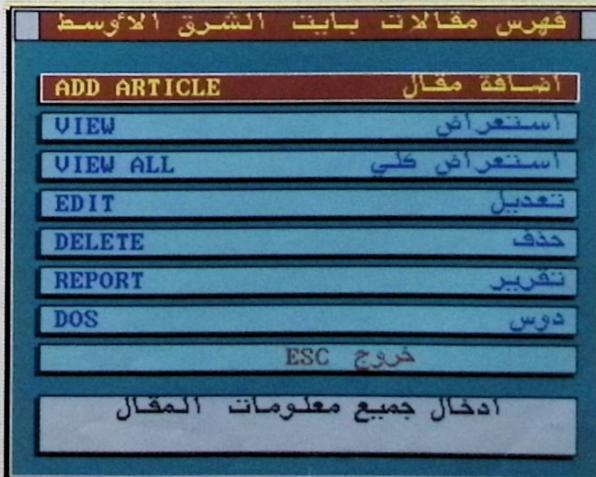 فهرس مقالات بايت الشرق الأوسط
ADD ARTICLE اضافة مقال
VIEW استعراض
VIEW ALL استعراض كلي
EDIT تعديل
DELETE حذف
REPORT تقرير
DOS دوس
ESC خروج
ادخال جميع معلومات المقال